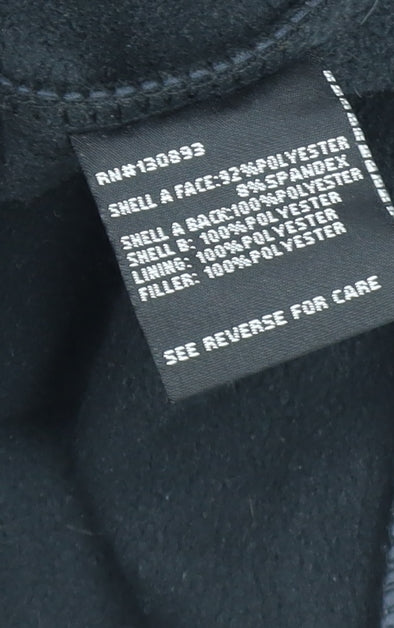 RN#130893
SHELL A FACE:92%POLYESTER
8%SPANDEX
SHELL A BACK:100%POLYESTER
SHELL B: 100%POLYESTER
LINING: 100%POLYESTER
FILLER: 100%POLYESTER
SEE REVERSE FOR CARE